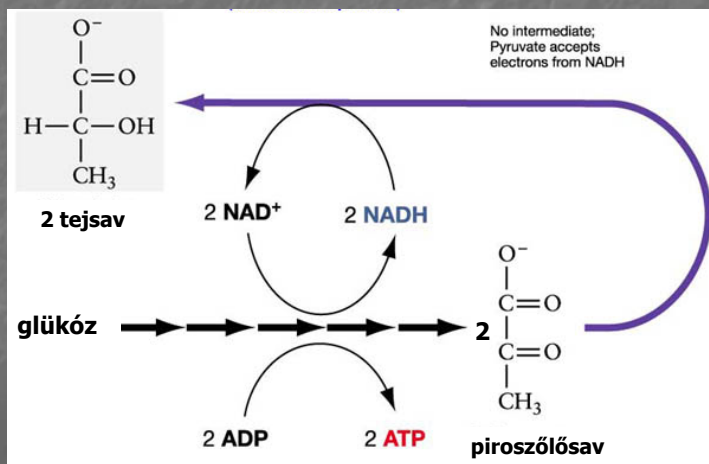 O⁻
C=O
H—C—OH
CH₃
2 tejsav
No intermediate;
Pyruvate accepts
electrons from NADH
2 NAD⁺
2 NADH
glükóz
2
O⁻
C=O
C=O
CH₃
piroszőlősav
2 ADP
2 ATP